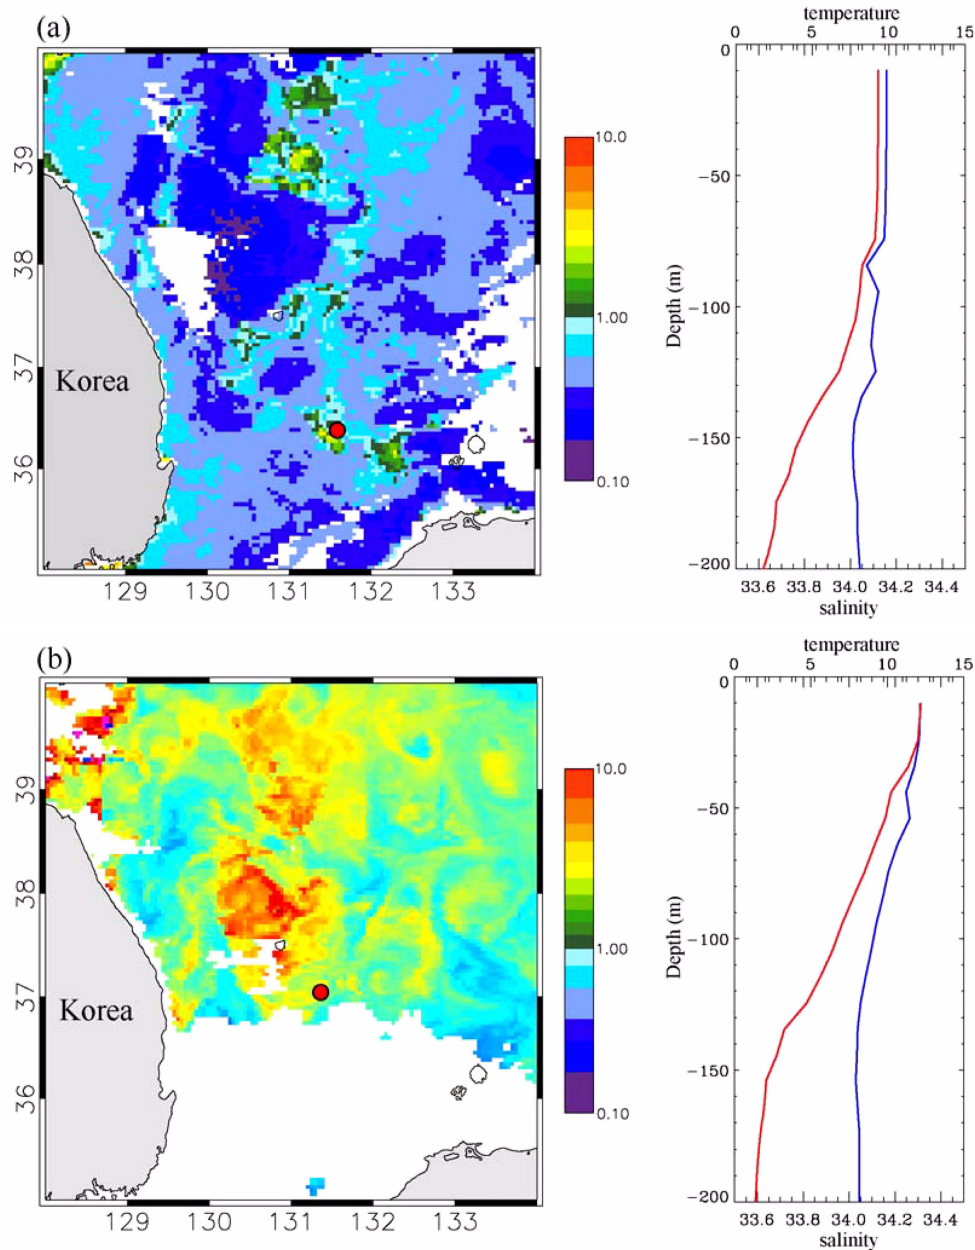 (a)
temperature
0 5 10 15
0
10.0
39
−50
38
1.00
−100
Depth (m)
37
Korea
−150
36
0.10
−200
129 130 131 132 133
33.6 33.8 34.0 34.2 34.4
salinity
(b)
temperature
0 5 10 15
0
10.0
39
−50
38
1.00
−100
Depth (m)
37
Korea
−150
36
0.10
−200
129 130 131 132 133
33.6 33.8 34.0 34.2 34.4
salinity